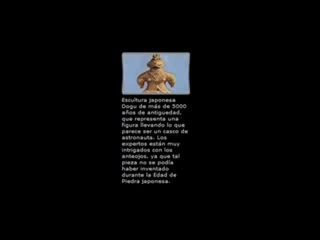 Escultura Japonesa
Dogu de más de 5000
años de antiguedad,
que representa una
figura llevando lo que
parece ser un casco de
astronauta. Los
expertos están muy
intrigados con los
anteojos, ya que tal
pieza no se podía
haber inventado
durante la Edad de
Piedra Japonesa.